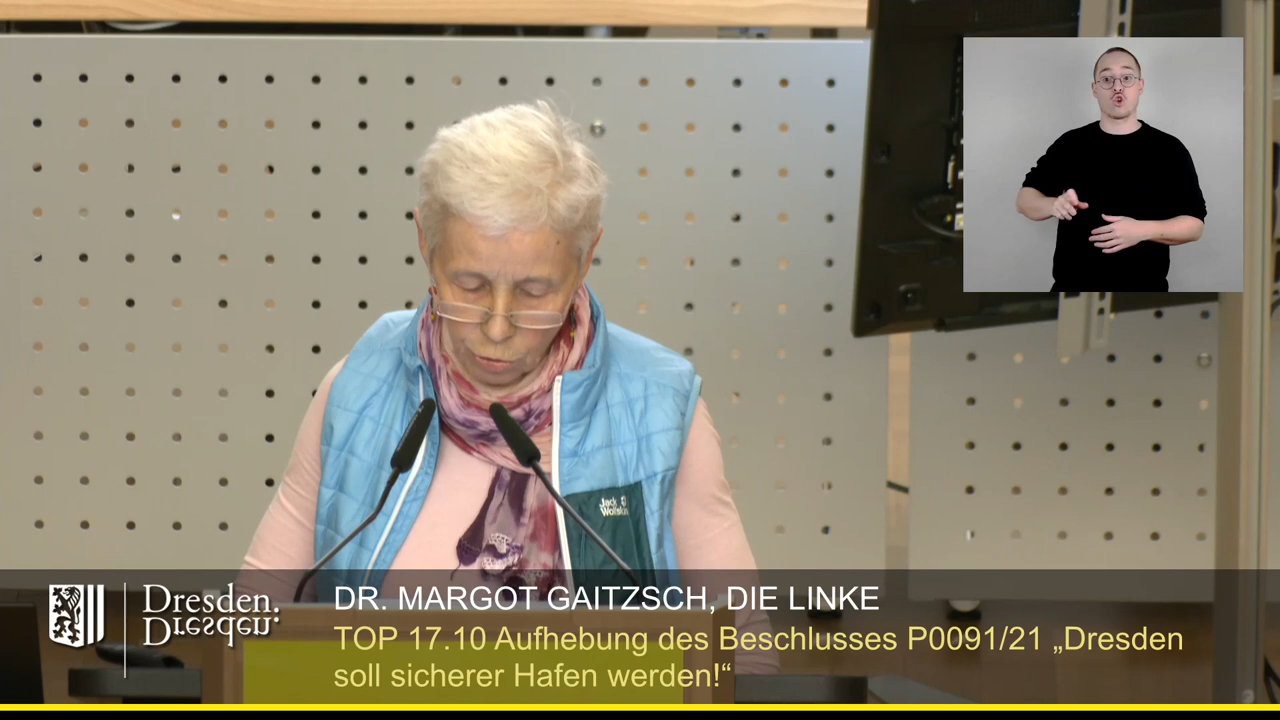 Jack
Wolfskin
Dresden.
Dresden.
DR. MARGOT GAITZSCH, DIE LINKE
TOP 17.10 Aufhebung des Beschlusses P0091/21 „Dresden
soll sicherer Hafen werden!“